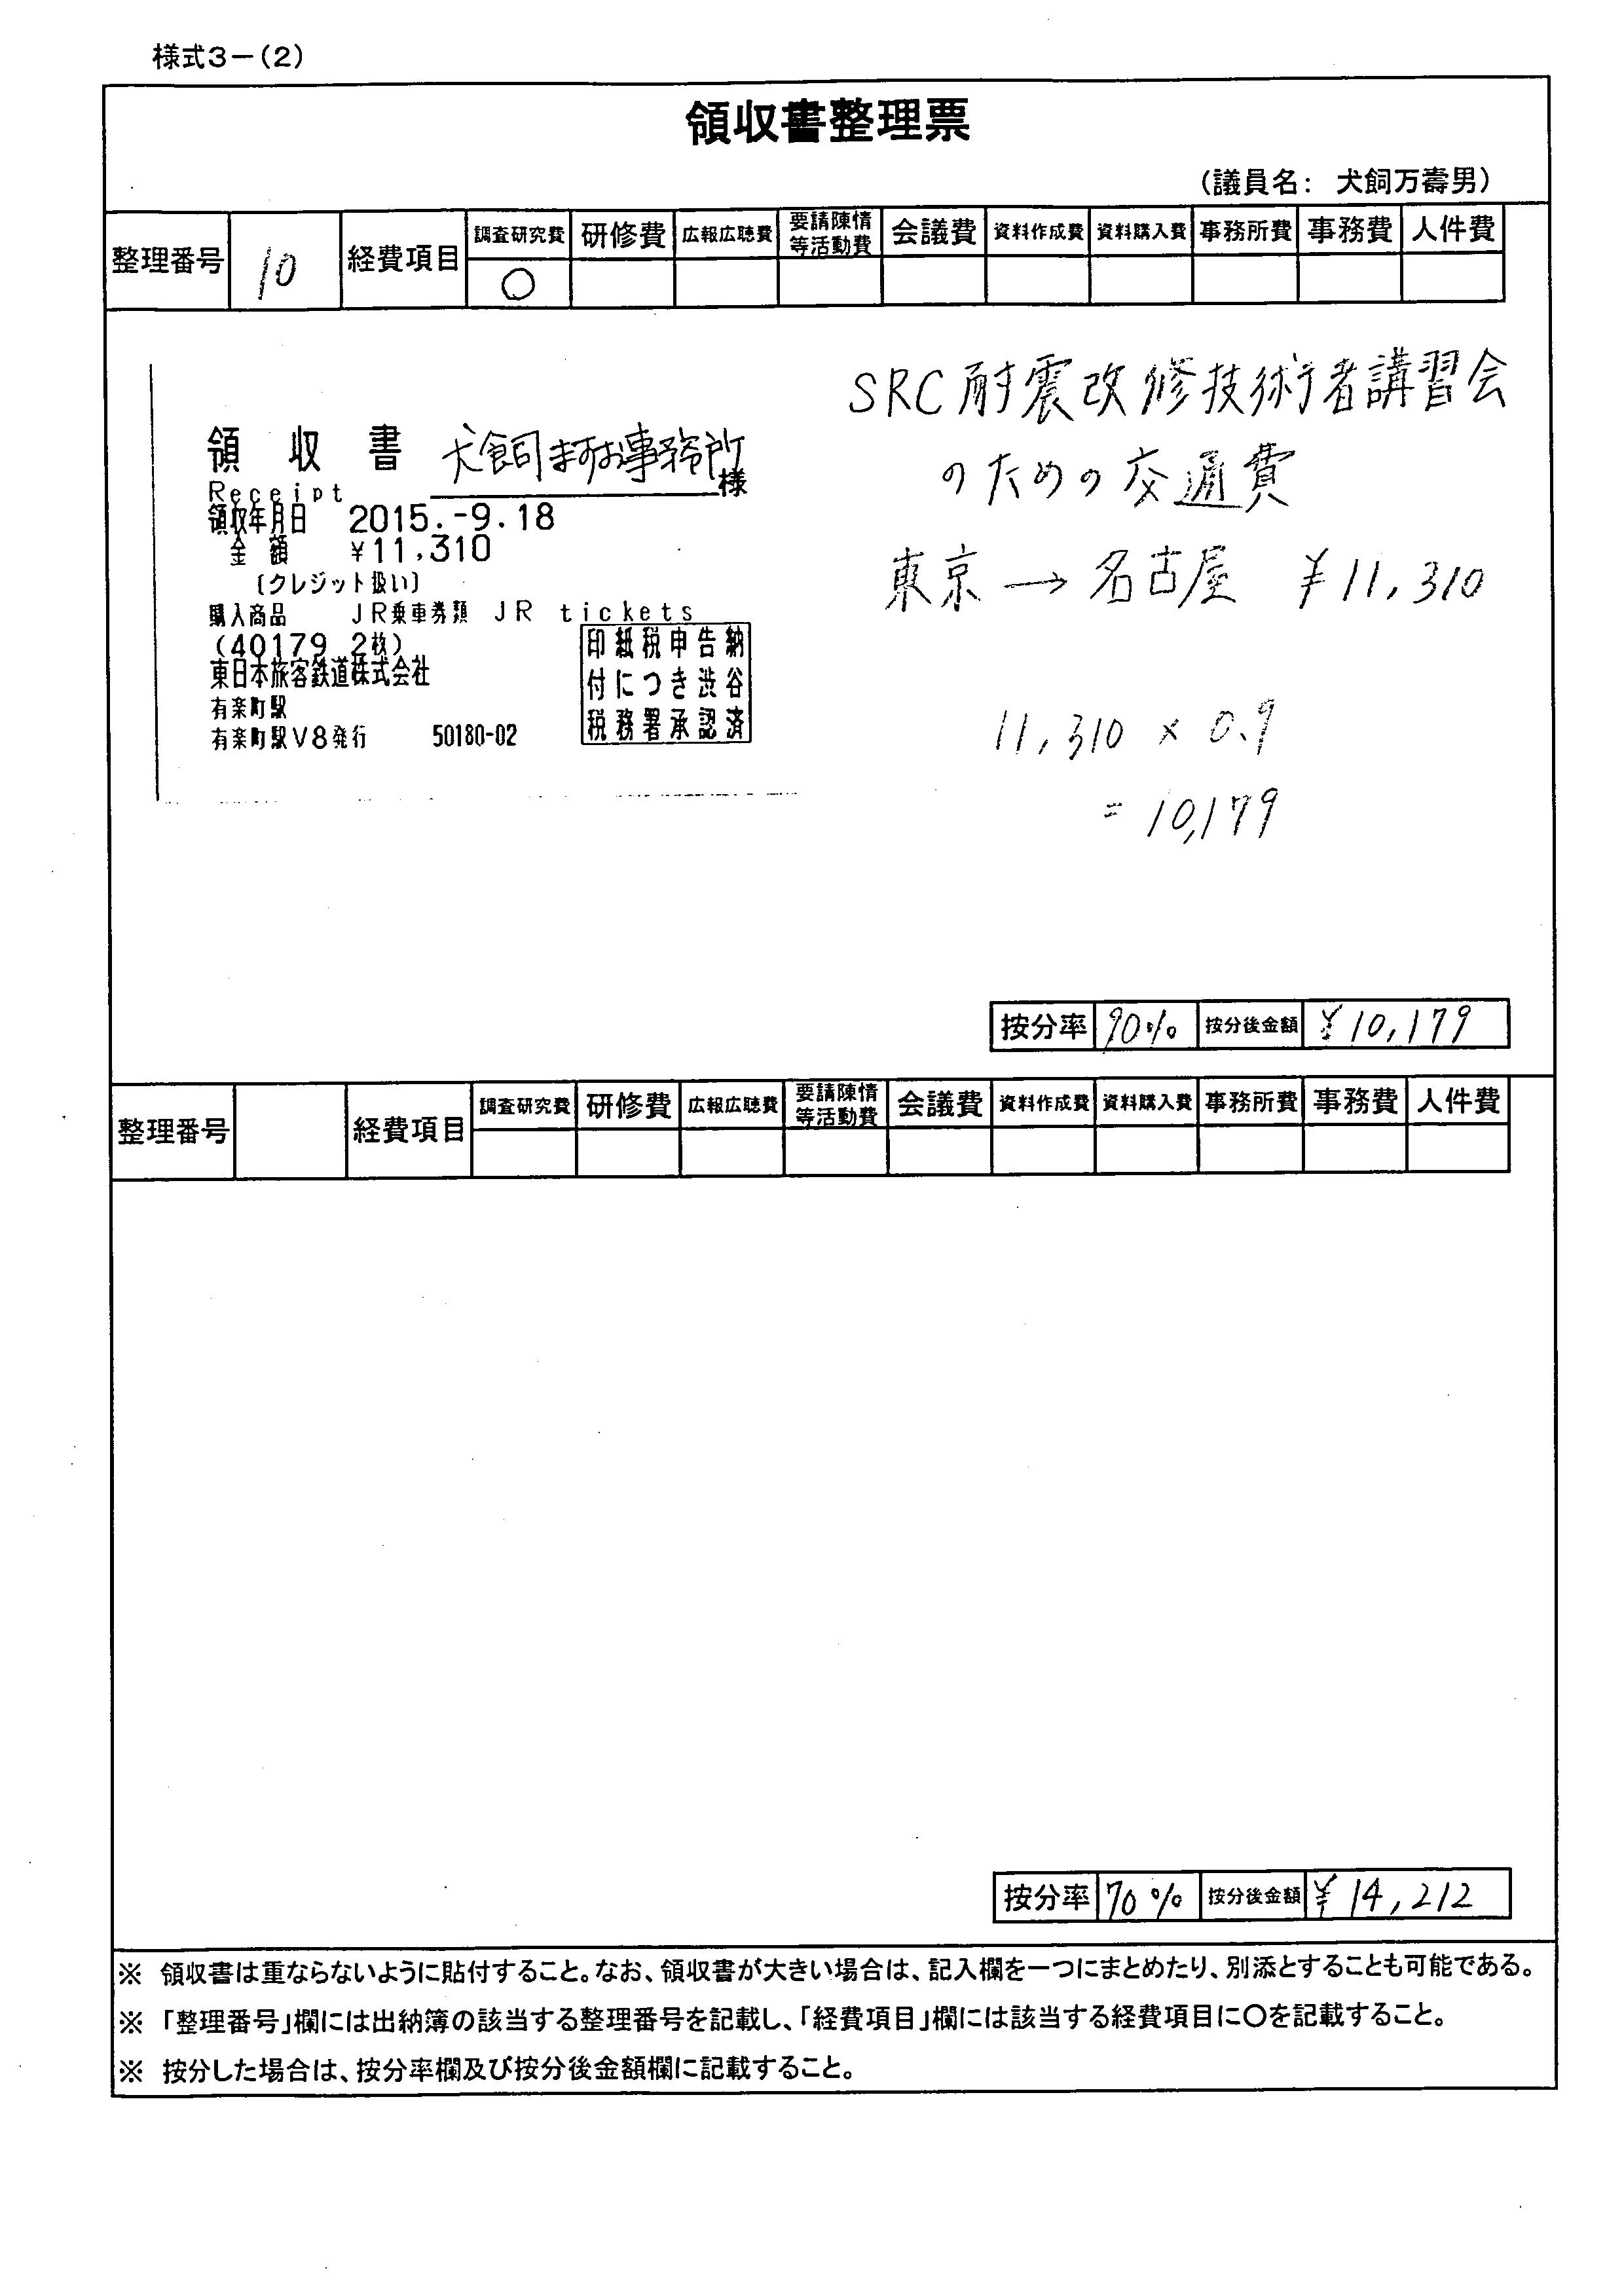 様式3-(2)
領収書整理票
(議員名: 犬飼万壽男)
整理番号 10 経費項目 調査研究費 研修費 広報広聴費 要請陳情等活動費 会議費 資料作成費 資料購入費 事務所費 事務費 人件費
○
SRC耐震改修技術者講習会
のための交通費
東京→名古屋 ¥11,310
11,310 × 0.9
= 10,179
領収書 犬飼ますお事務所様
Receipt
領収年月日 2015.-9.18
金額 ¥11,310
(クレジット扱い)
購入商品 JR乗車券類 JR tickets
(40179 2枚)
東日本旅客鉄道株式会社
有楽町駅
有楽町駅V8発行 50180-02
印紙税申告納
付につき渋谷
税務署承認済
按分率 90% 按分後金額 ¥10,179
整理番号 経費項目 調査研究費 研修費 広報広聴費 要請陳情等活動費 会議費 資料作成費 資料購入費 事務所費 事務費 人件費
按分率 70% 按分後金額 ¥14,212
※ 領収書は重ならないように貼付すること。なお、領収書が大きい場合は、記入欄を一つにまとめたり、別添とすることも可能である。
※ 「整理番号」欄には出納簿の該当する整理番号を記載し、「経費項目」欄には該当する経費項目に○を記載すること。
※ 按分した場合は、按分率欄及び按分後金額欄に記載すること。